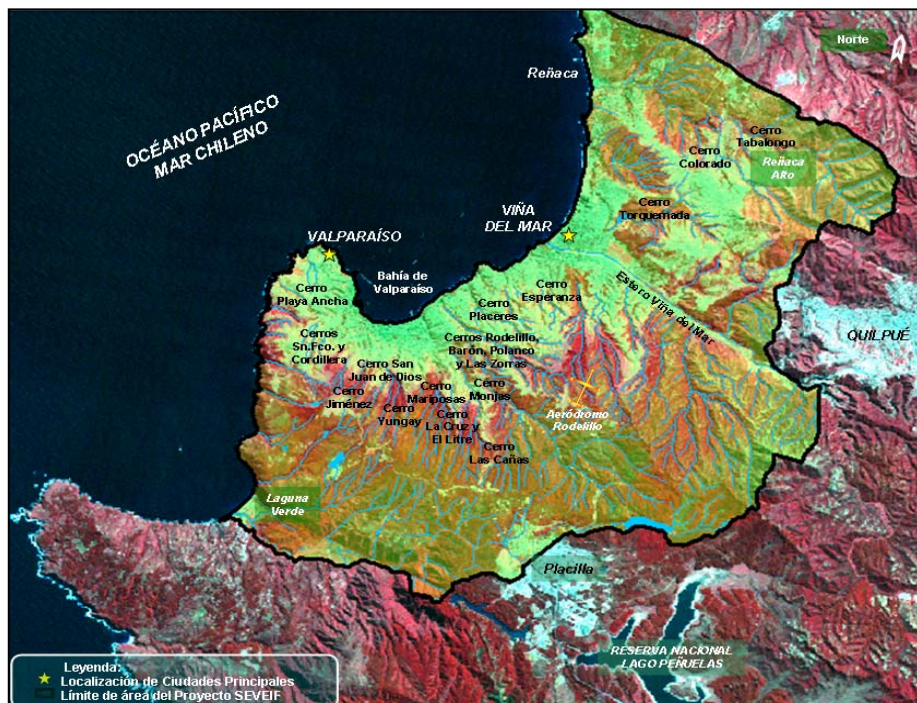 Norte
Reñaca
OCÉANO PACÍFICO
MAR CHILENO
Cerro
Tabalongo
Cerro
Colorado
Reñaca
Alto
VIÑA
DEL MAR
Cerro
Torquemada
VALPARAÍSO
Bahía de
Valparaíso
Cerro
Playa Ancha
Cerro
Esperanza
Cerro
Placeres
Estero Viña del Mar
QUILPUÉ
Cerros
Sn.Fco. y
Cordillera
Cerros Rodelillo,
Barón, Polanco
y Las Zorras
Cerro San
Juan de Dios
Cerro
Jiménez
Cerro
Mariposas
Cerro
Monjas
Cerro
Yungay
Cerro
La Cruz y
El Litre
Aeródromo
Rodelillo
Cerro
Las Cañas
Laguna
Verde
Placilla
RESERVA NACIONAL
LAGO PEÑUELAS
Leyenda:
Localización de Ciudades Principales
Límite de área del Proyecto SEVEIF